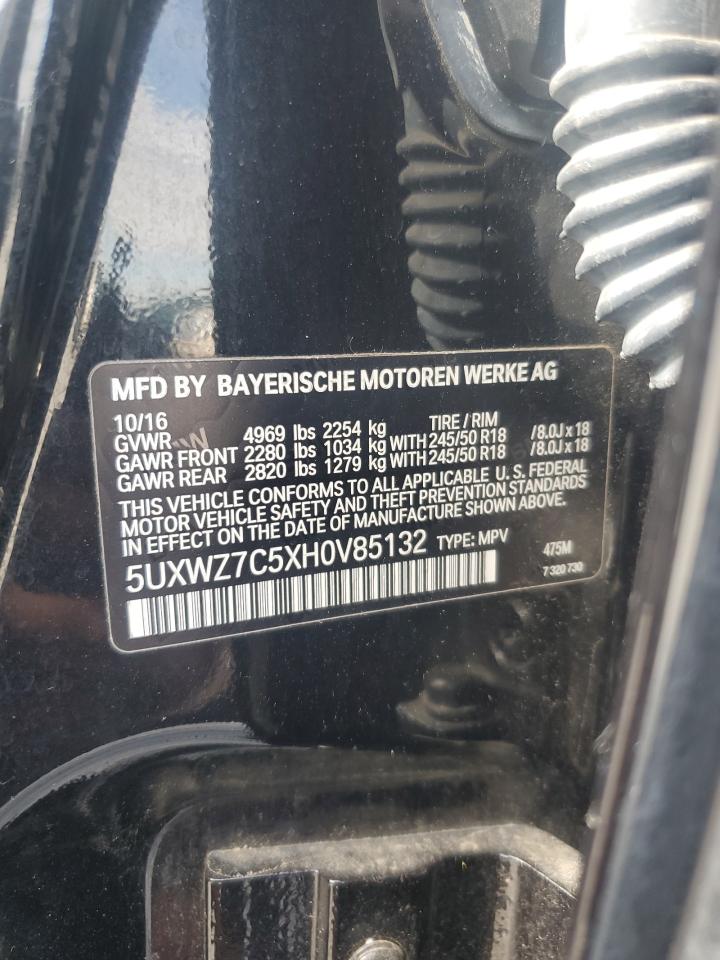 MFD BY BAYERISCHE MOTOREN WERKE AG
10/16 TIRE / RIM
GVWR 4969 lbs 2254 kg
GAWR FRONT 2280 lbs 1034 kg WITH 245/50 R18 /8.0J x 18
GAWR REAR 2820 lbs 1279 kg WITH 245/50 R18 /8.0J x 18
THIS VEHICLE CONFORMS TO ALL APPLICABLE U.S. FEDERAL
MOTOR VEHICLE SAFETY AND THEFT PREVENTION STANDARDS
IN EFFECT ON THE DATE OF MANUFACTURE SHOWN ABOVE.
5UXWZ7C5XH0V85132 TYPE: MPV 475M
7 320 730